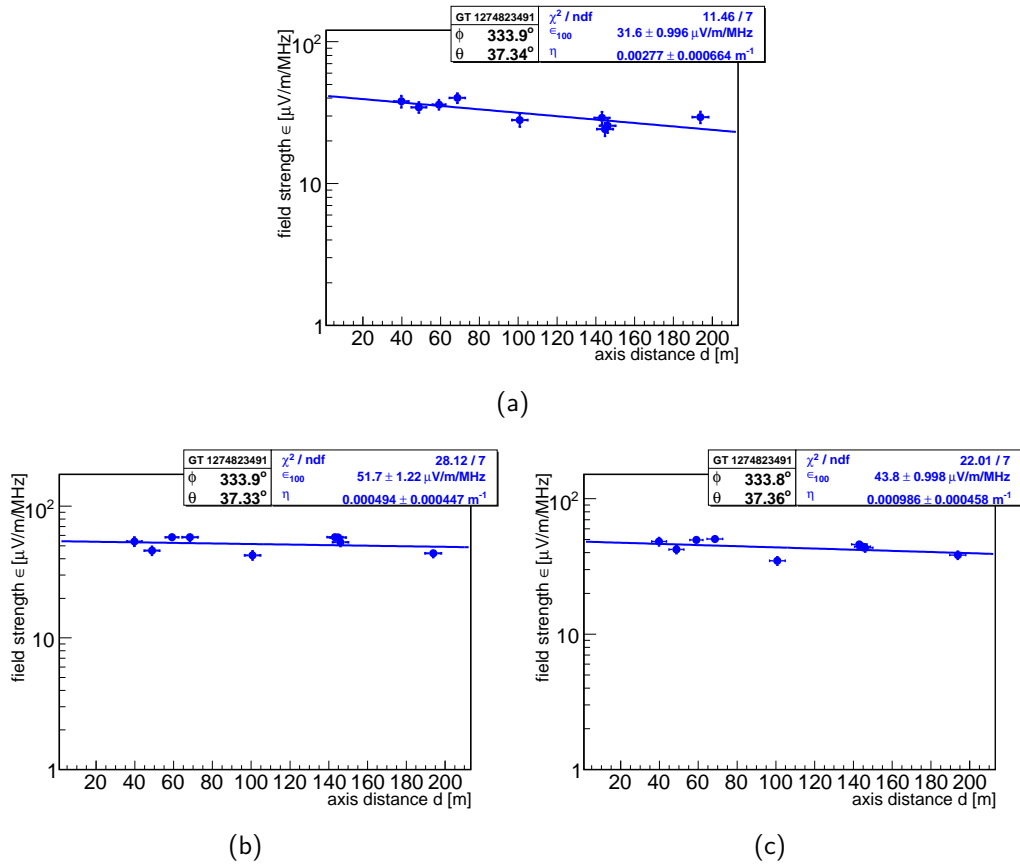 GT 1274823491
ϕ 333.9°
θ 37.34°
χ² / ndf 11.46 / 7
ϵ₁₀₀ 31.6 ± 0.996 μV/m/MHz
η 0.00277 ± 0.000664 m⁻¹
field strength ϵ [μV/m/MHz]
10²
10
1
20 40 60 80 100 120 140 160 180 200
axis distance d [m]
(a)
GT 1274823491
ϕ 333.9°
θ 37.33°
χ² / ndf 28.12 / 7
ϵ₁₀₀ 51.7 ± 1.22 μV/m/MHz
η 0.000494 ± 0.000447 m⁻¹
field strength ϵ [μV/m/MHz]
10²
10
1
20 40 60 80 100 120 140 160 180 200
axis distance d [m]
(b)
GT 1274823491
ϕ 333.8°
θ 37.36°
χ² / ndf 22.01 / 7
ϵ₁₀₀ 43.8 ± 0.998 μV/m/MHz
η 0.000986 ± 0.000458 m⁻¹
field strength ϵ [μV/m/MHz]
10²
10
1
20 40 60 80 100 120 140 160 180 200
axis distance d [m]
(c)